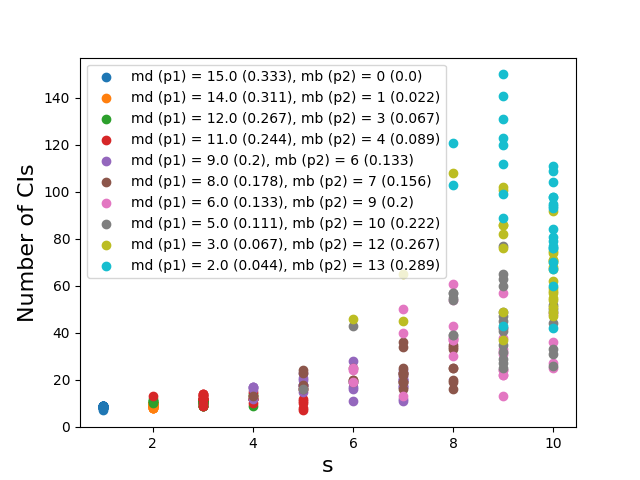 md (p1) = 15.0 (0.333), mb (p2) = 0 (0.0)
md (p1) = 14.0 (0.311), mb (p2) = 1 (0.022)
md (p1) = 12.0 (0.267), mb (p2) = 3 (0.067)
md (p1) = 11.0 (0.244), mb (p2) = 4 (0.089)
md (p1) = 9.0 (0.2), mb (p2) = 6 (0.133)
md (p1) = 8.0 (0.178), mb (p2) = 7 (0.156)
md (p1) = 6.0 (0.133), mb (p2) = 9 (0.2)
md (p1) = 5.0 (0.111), mb (p2) = 10 (0.222)
md (p1) = 3.0 (0.067), mb (p2) = 12 (0.267)
md (p1) = 2.0 (0.044), mb (p2) = 13 (0.289)
Number of CIs
140
120
100
80
60
40
20
0
2
4
6
8
10
s